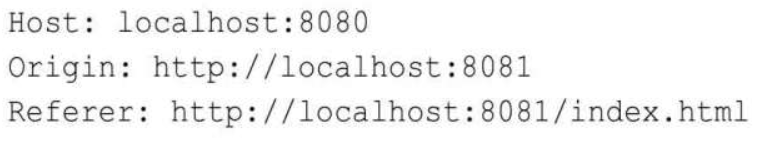 Host: localhost:8080
Origin: http://localhost:8081
Referer: http://localhost:8081/index.html